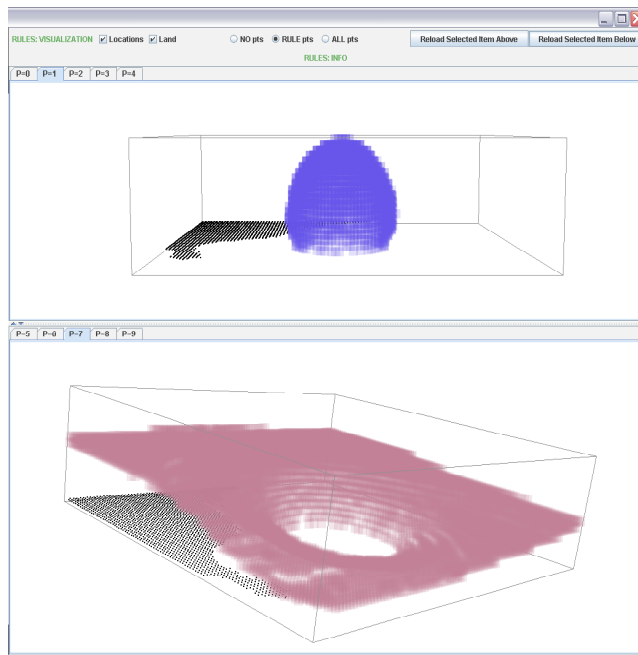 RULES: VISUALIZATION Locations Land NO pts RULE pts ALL pts Reload Selected Item Above Reload Selected Item Below
RULES: INFO
P=0 P=1 P=2 P=3 P=4
P=5 P=6 P=7 P=8 P=9